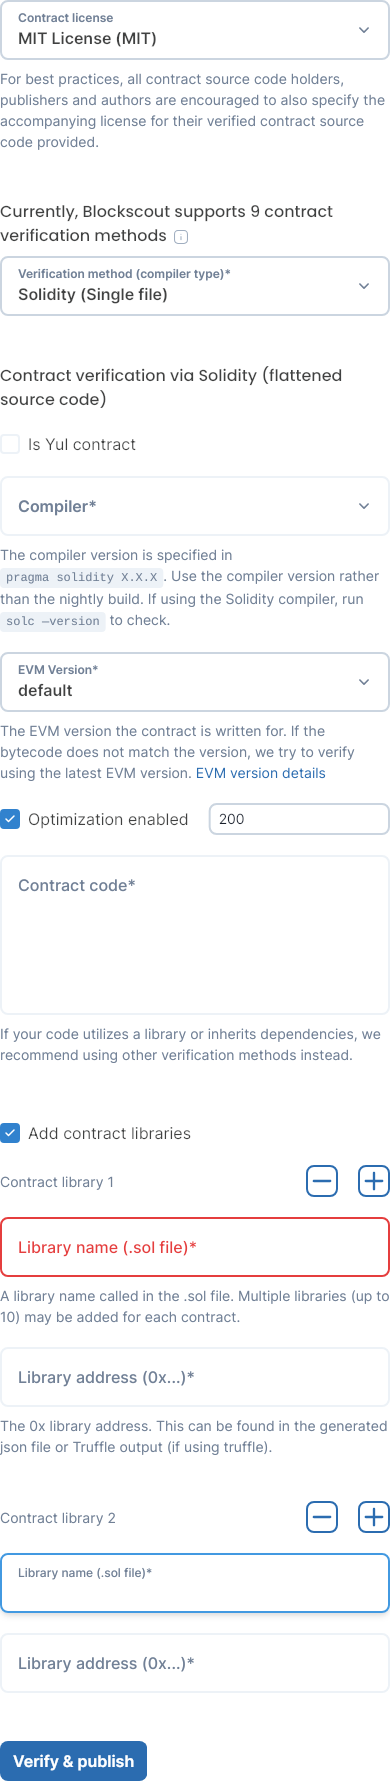 Contract license
MIT License (MIT)
For best practices, all contract source code holders,
publishers and authors are encouraged to also specify the
accompanying license for their verified contract source
code provided.
Currently, Blockscout supports 9 contract
verification methods
Verification method (compiler type)*
Solidity (Single file)
Contract verification via Solidity (flattened
source code)
Is Yul contract
Compiler*
The compiler version is specified in
pragma solidity X.X.X. Use the compiler version rather
than the nightly build. If using the Solidity compiler, run
solc —version to check.
EVM Version*
default
The EVM version the contract is written for. If the
bytecode does not match the version, we try to verify
using the latest EVM version. EVM version details
Optimization enabled 200
Contract code*
If your code utilizes a library or inherits dependencies, we
recommend using other verification methods instead.
Add contract libraries
Contract library 1
Library name (.sol file)*
A library name called in the .sol file. Multiple libraries (up to
10) may be added for each contract.
Library address (0x...)*
The 0x library address. This can be found in the generated
json file or Truffle output (if using truffle).
Contract library 2
Library name (.sol file)*
Library address (0x...)*
Verify & publish